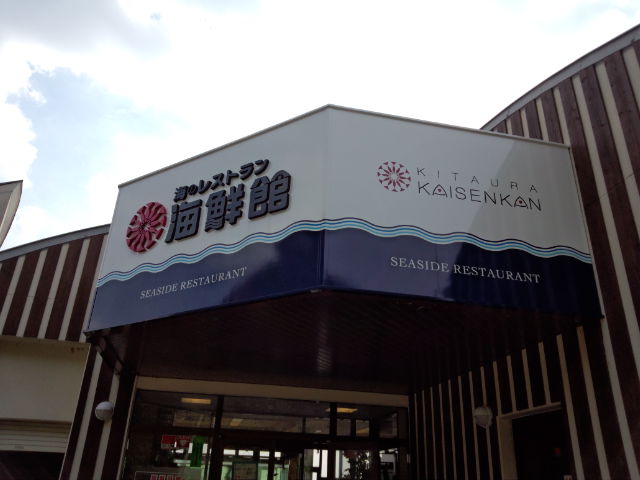 海のレストラン
海鮮館
SEASIDE RESTAURANT
KITAURA
KAISENKAN
SEASIDE RESTAURANT